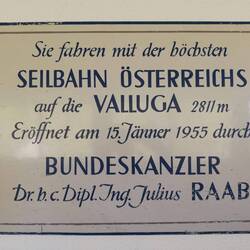 Sie fahren mit der höchsten
SEILBAHN ÖSTERREICHS
auf die VALLUGA 2811m
Eröffnet am 15. Jänner 1955 durch
BUNDESKANZLER
Dr. h. c. Dipl. Ing. Julius RAAB